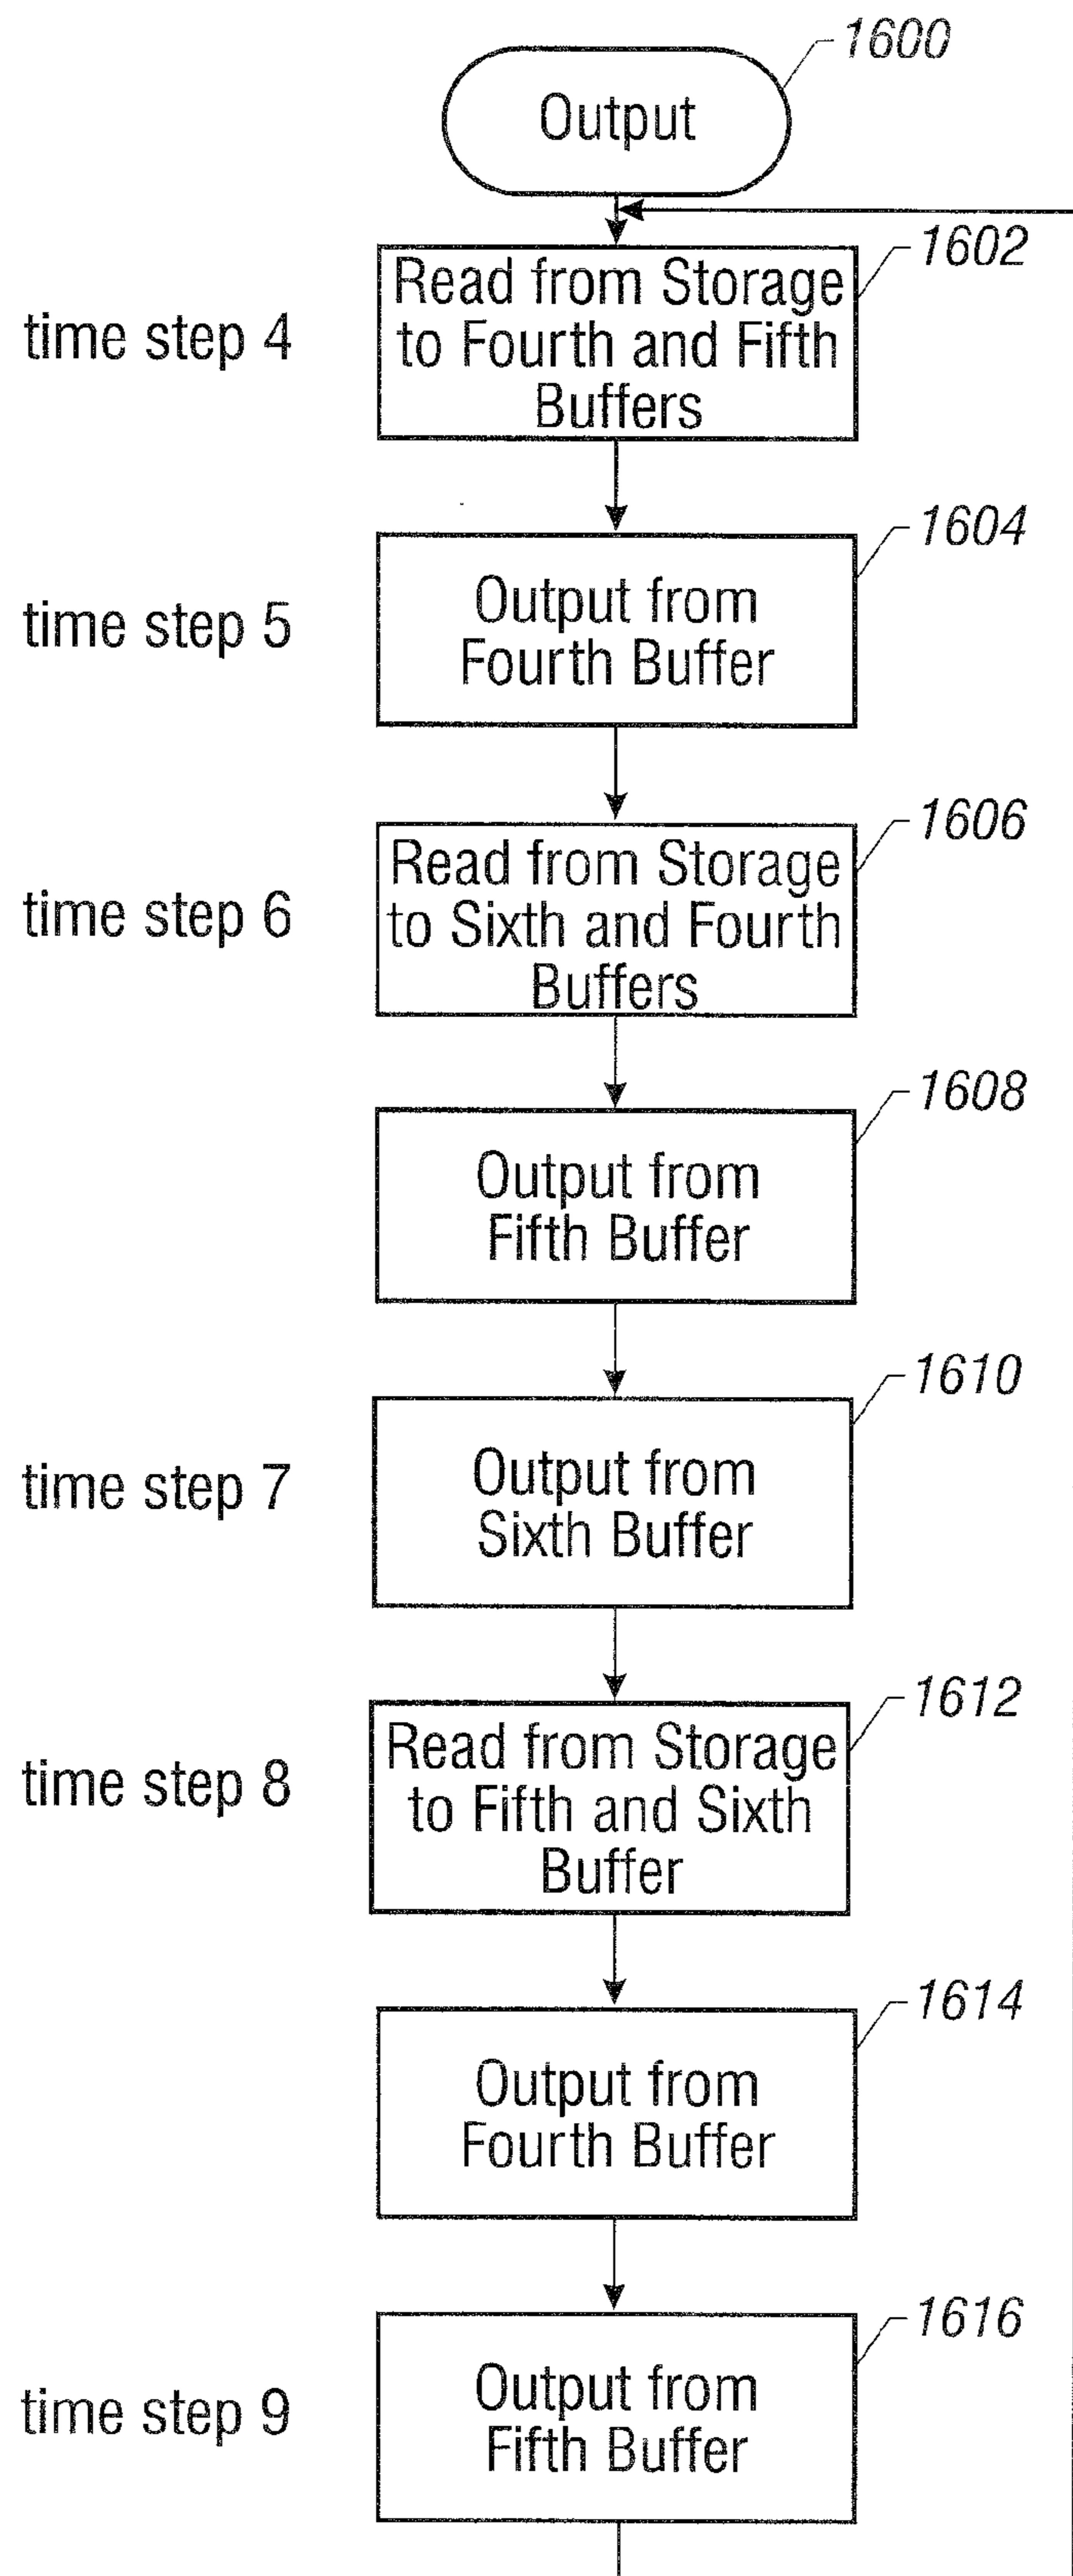 1600
Output
1602
Read from Storage
to Fourth and Fifth
Buffers
time step 4
1604
Output from
Fourth Buffer
time step 5
1606
Read from Storage
to Sixth and Fourth
Buffers
time step 6
1608
Output from
Fifth Buffer
1610
Output from
Sixth Buffer
time step 7
1612
Read from Storage
to Fifth and Sixth
Buffer
time step 8
1614
Output from
Fourth Buffer
1616
Output from
Fifth Buffer
time step 9